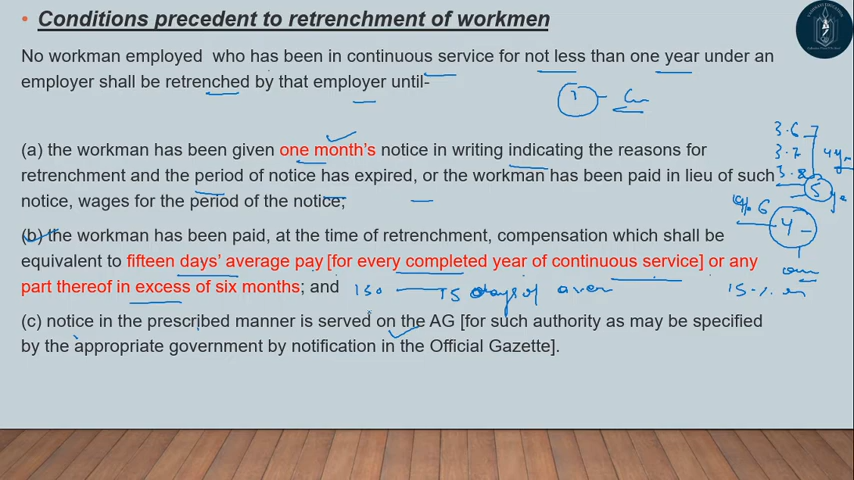 • Conditions precedent to retrenchment of workmen
No workman employed who has been in continuous service for not less than one year under an
employer shall be retrenched by that employer until-
1
(a) the workman has been given one month's notice in writing indicating the reasons for
retrenchment and the period of notice has expired, or the workman has been paid in lieu of such
notice, wages for the period of the notice;
3.6
3.7
3.8
5
6
4
(b) the workman has been paid, at the time of retrenchment, compensation which shall be
equivalent to fifteen days' average pay [for every completed year of continuous service] or any
part thereof in excess of six months; and
15 days of
(c) notice in the prescribed manner is served on the AG [for such authority as may be specified
by the appropriate government by notification in the Official Gazette].